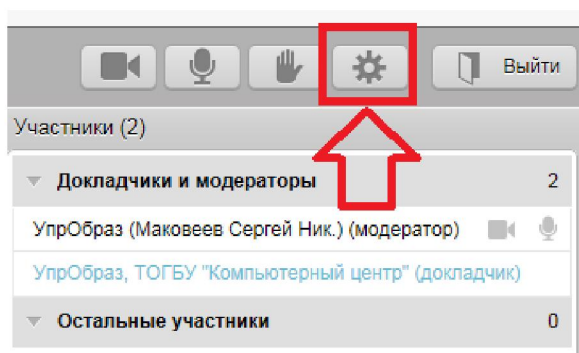 Выйти
Участники (2)
Докладчики и модераторы 2
УпрОбраз (Маковеев Сергей Ник.) (модератор)
УпрОбраз, ТОГБУ "Компьютерный центр" (докладчик)
Остальные участники 0